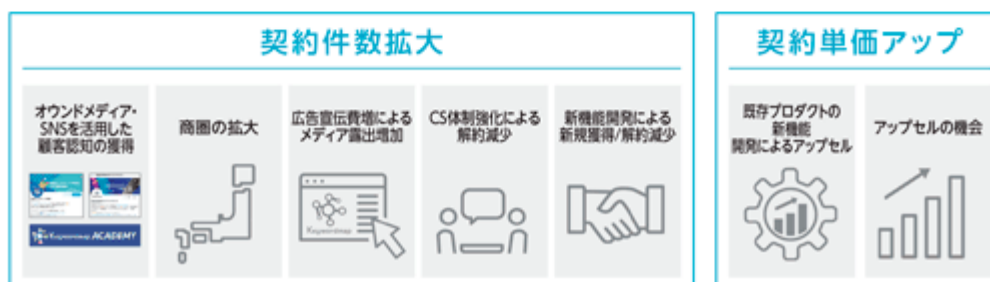 契約件数拡大
オウンドメディア・
SNSを活用した
顧客認知の獲得
Keywordmap ACADEMY
商圏の拡大
広告宣伝費増による
メディア露出増加
Keywordmap
CS体制強化による
解約減少
新機能開発による
新規獲得/解約減少
契約単価アップ
既存プロダクトの
新機能
開発によるアップセル
アップセルの機会